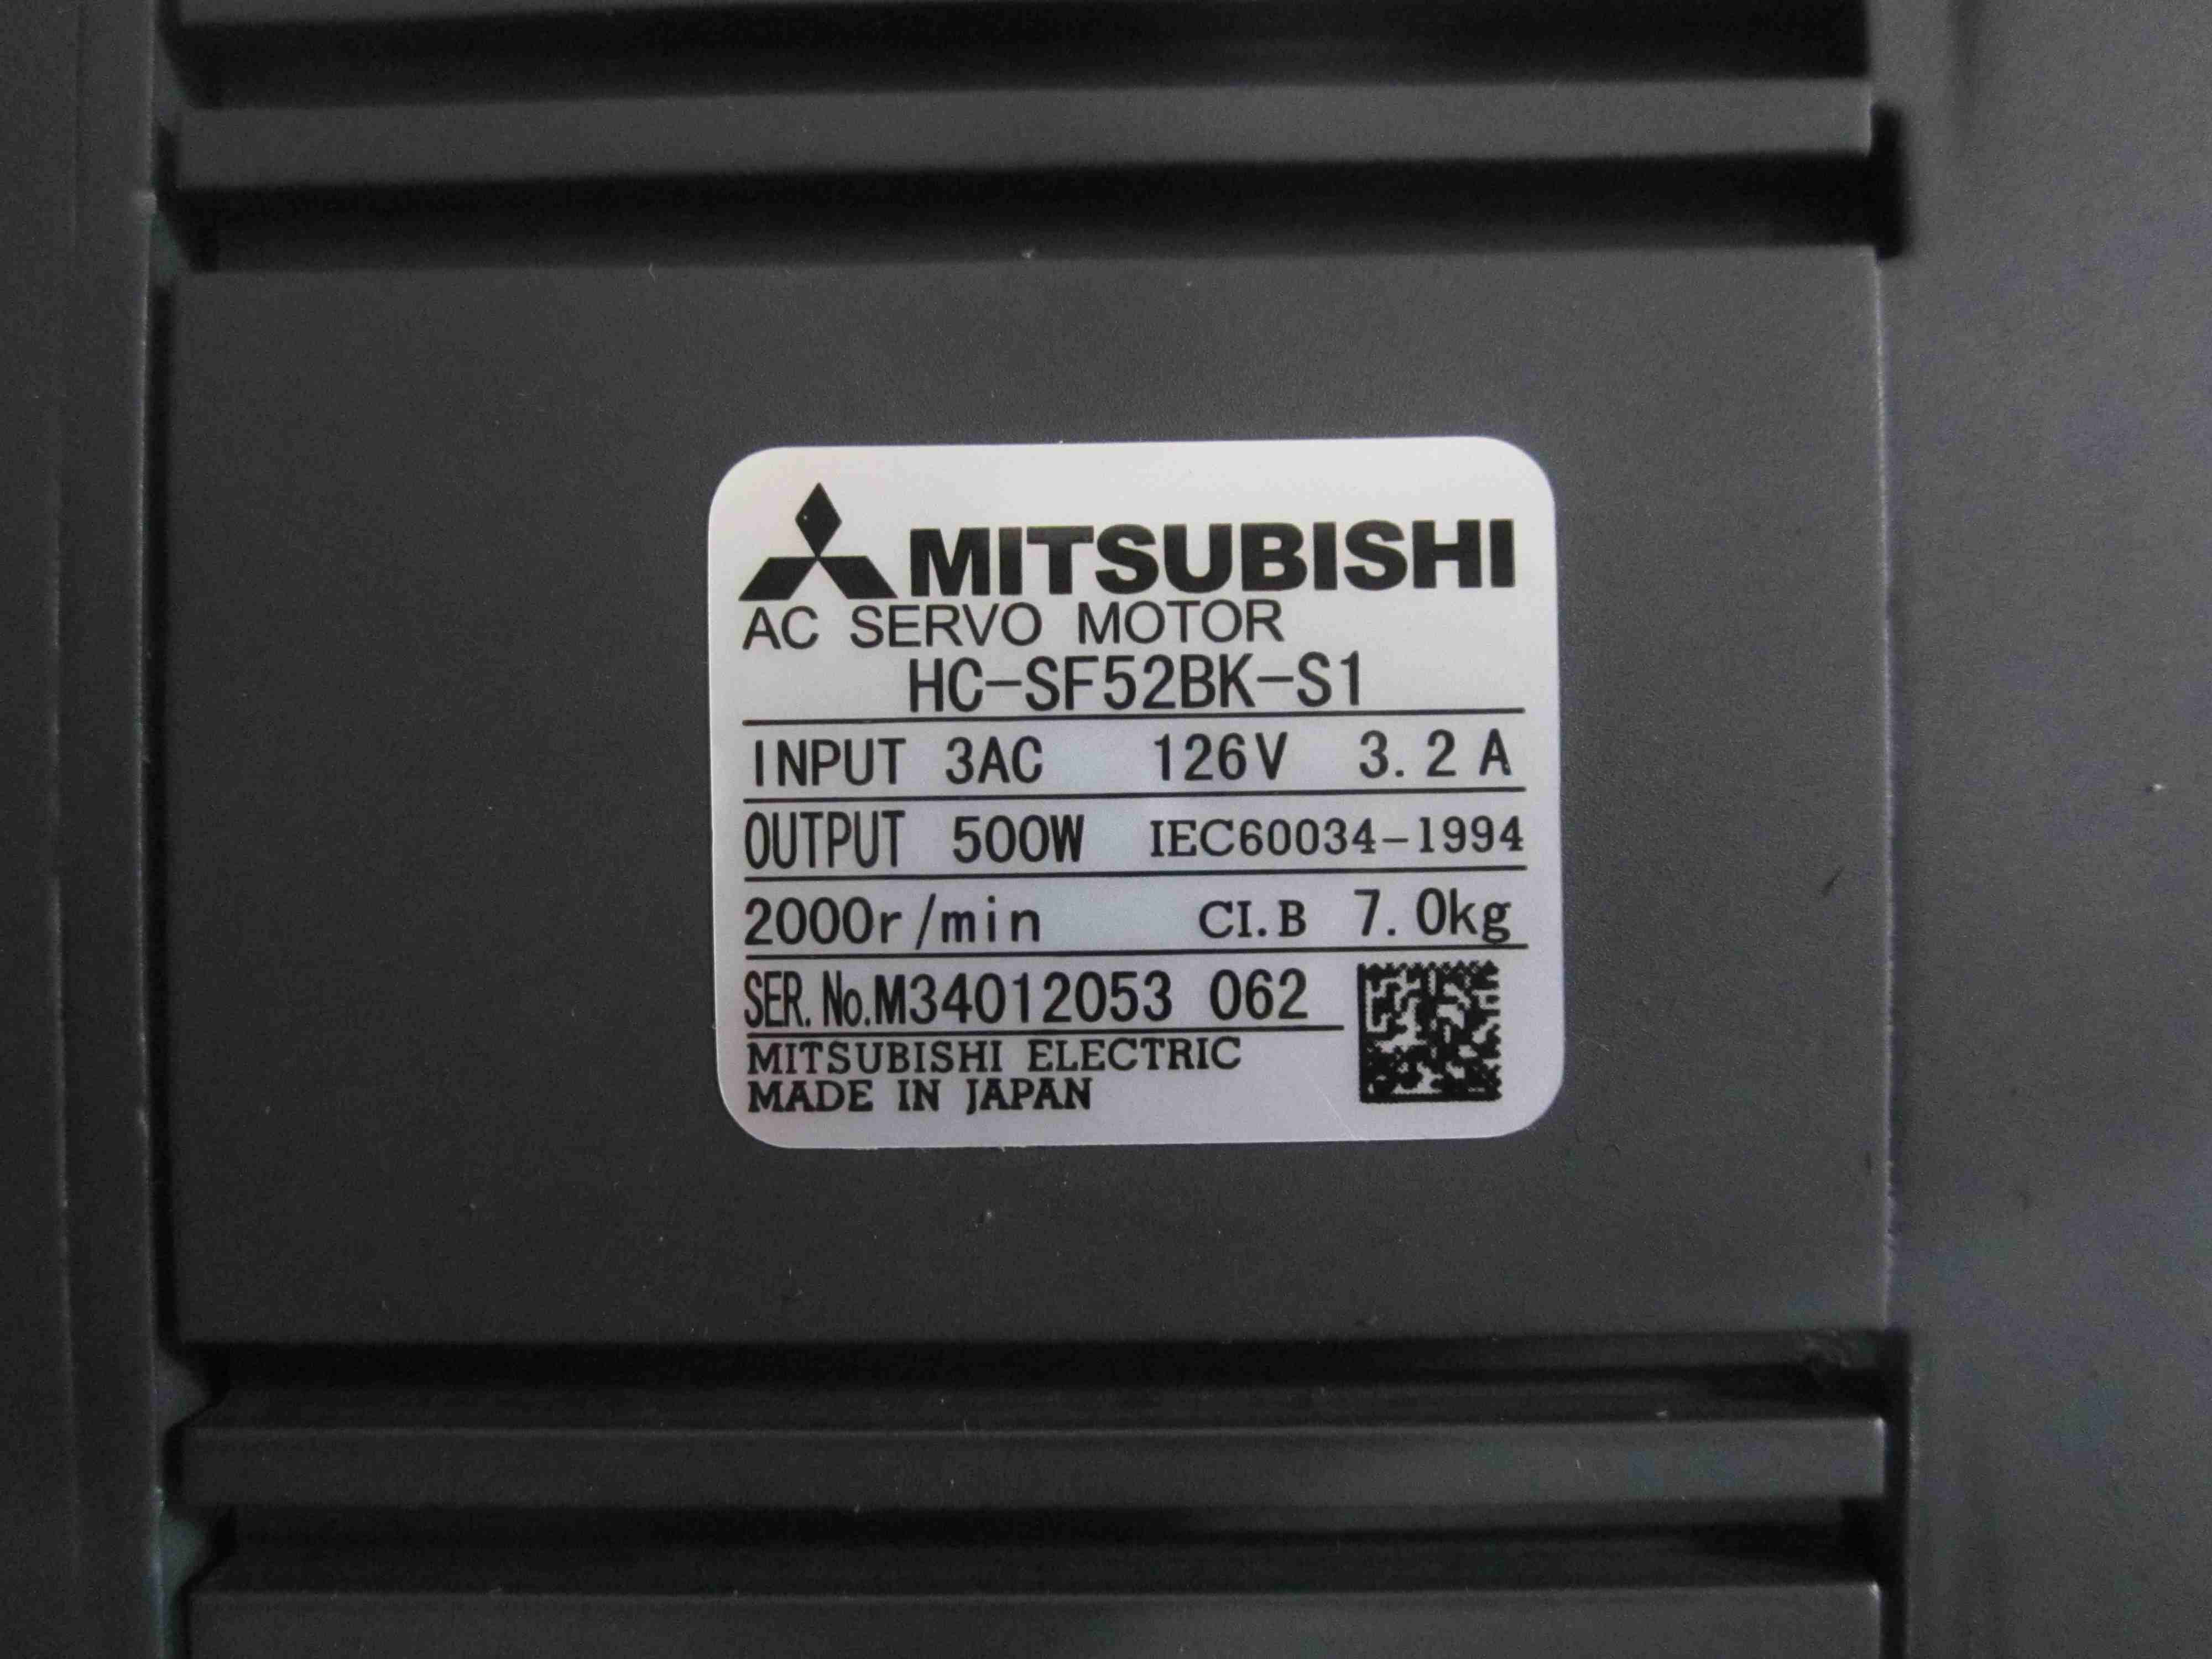 MITSUBISHI
AC SERVO MOTOR
HC-SF52BK-S1
INPUT 3AC 126V 3.2A
OUTPUT 500W IEC60034-1994
2000r/min CI.B 7.0kg
SER.No.M34012053 062
MITSUBISHI ELECTRIC
MADE IN JAPAN